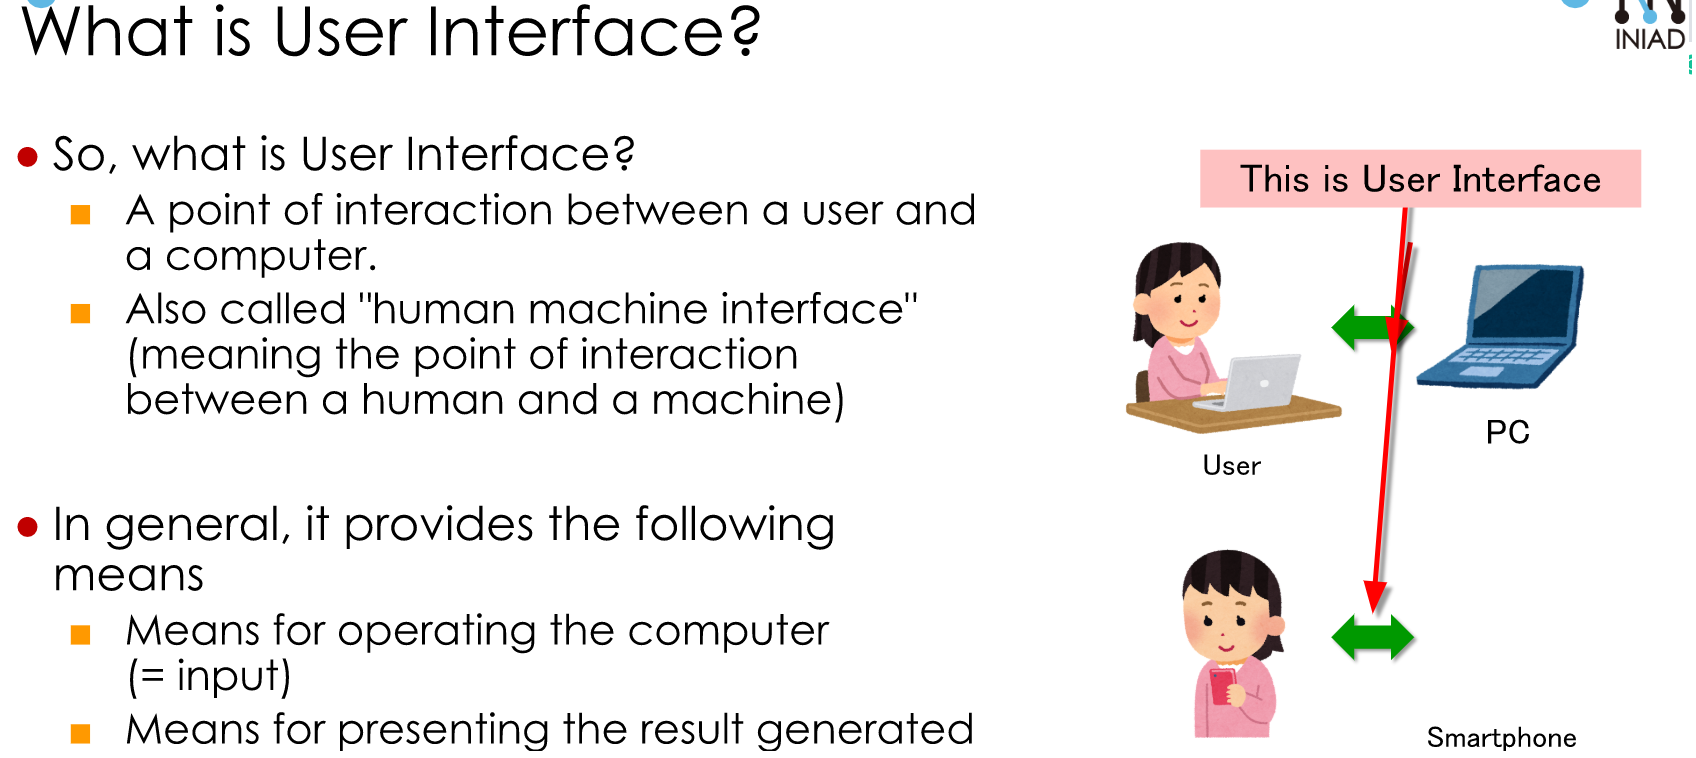 What is User Interface?
INIAD
So, what is User Interface?
A point of interaction between a user and
a computer.
Also called "human machine interface"
(meaning the point of interaction
between a human and a machine)
In general, it provides the following
means
Means for operating the computer
(= input)
Means for presenting the result generated
This is User Interface
User
PC
Smartphone